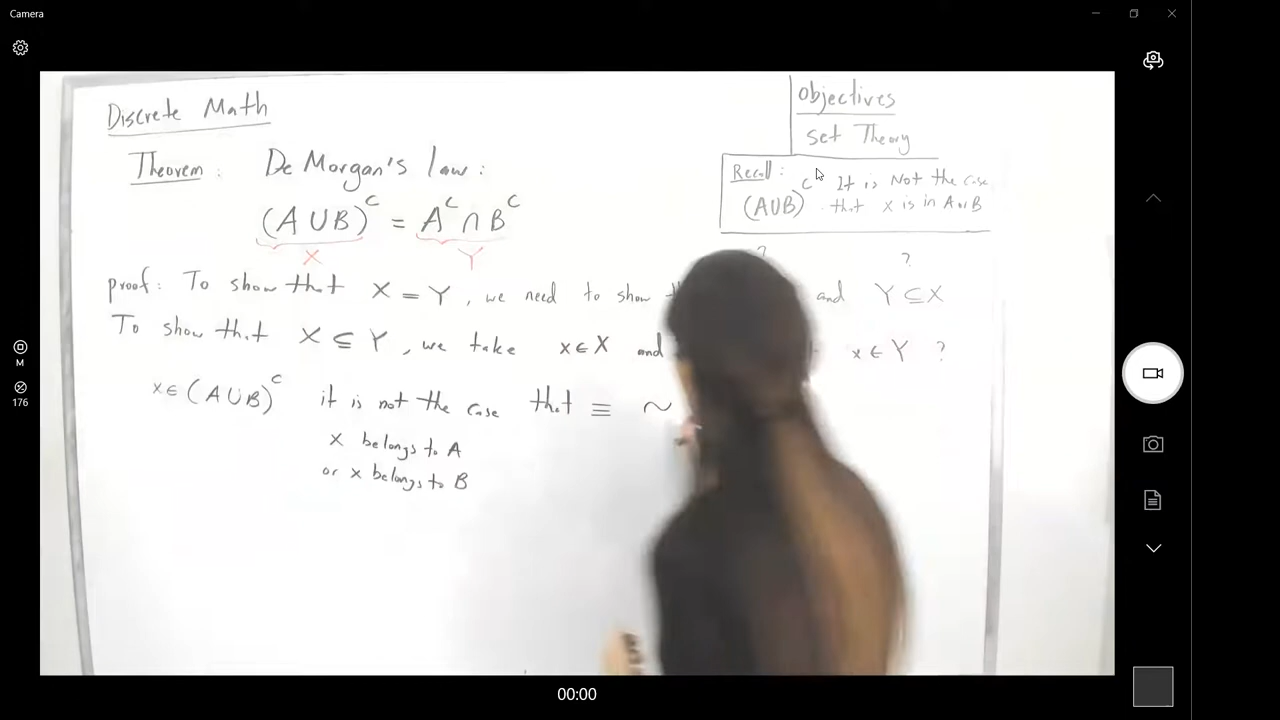 Camera
Discrete Math
Objectives
Set Theory
Theorem: De Morgan's law:
Recall:
(A∪B)ᶜ It is Not the case
that x is in A or B
(A∪B)ᶜ = Aᶜ ∩ Bᶜ
X Y
? ?
proof: To show that X = Y, we need to show and Y ⊆ X
To show that X ⊆ Y, we take x ∈ X and x ∈ Y ?
x ∈ (A∪B)ᶜ it is not the case that ≡ ~
x belongs to A
or x belongs to B
M
176
00:00